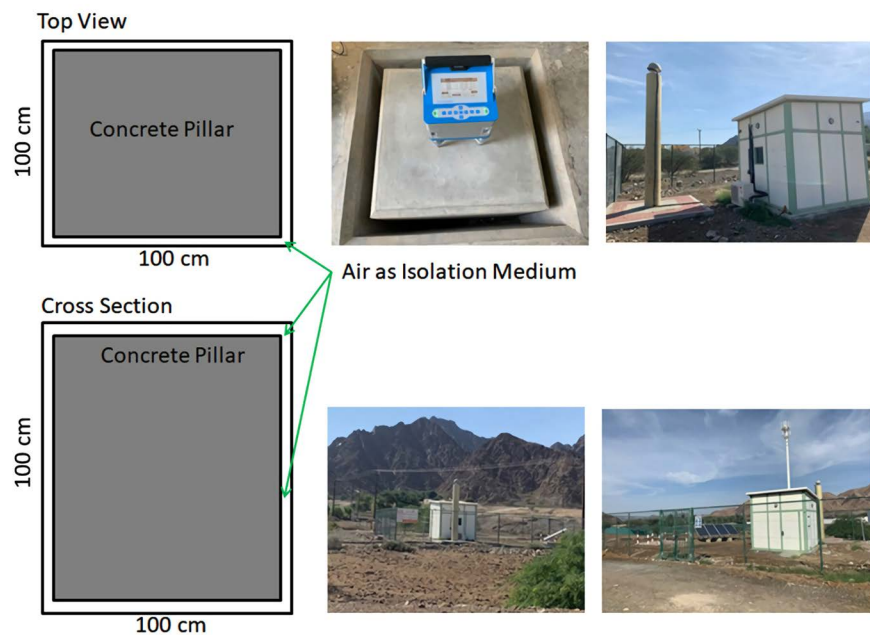 Top View
100 cm
Concrete Pillar
100 cm
Air as Isolation Medium
Cross Section
Concrete Pillar
100 cm
100 cm